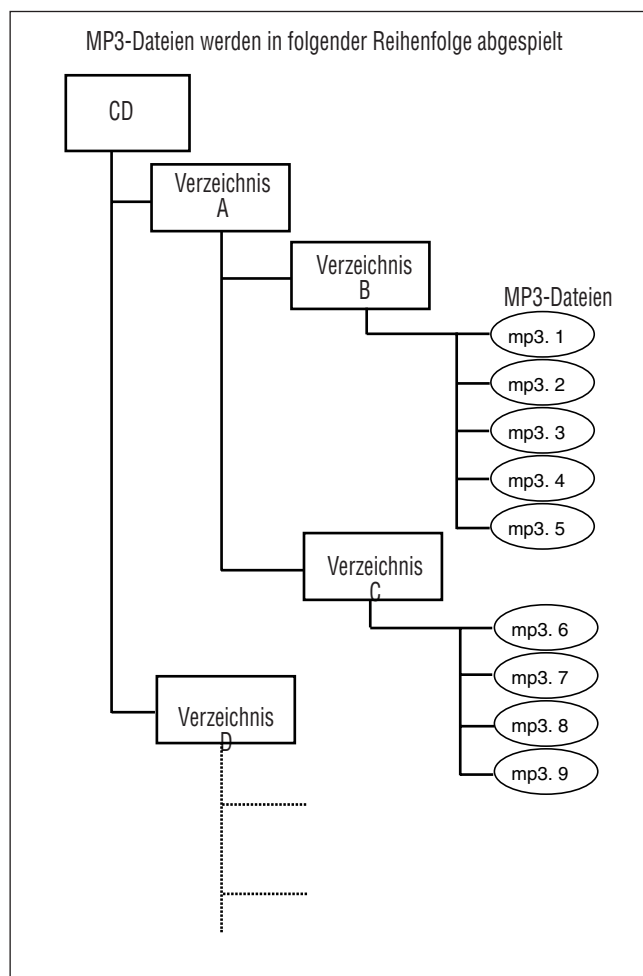 MP3-Dateien werden in folgender Reihenfolge abgespielt
CD
Verzeichnis
A
Verzeichnis
B
MP3-Dateien
mp3. 1
mp3. 2
mp3. 3
mp3. 4
mp3. 5
Verzeichnis
C
mp3. 6
mp3. 7
mp3. 8
mp3. 9
Verzeichnis
D